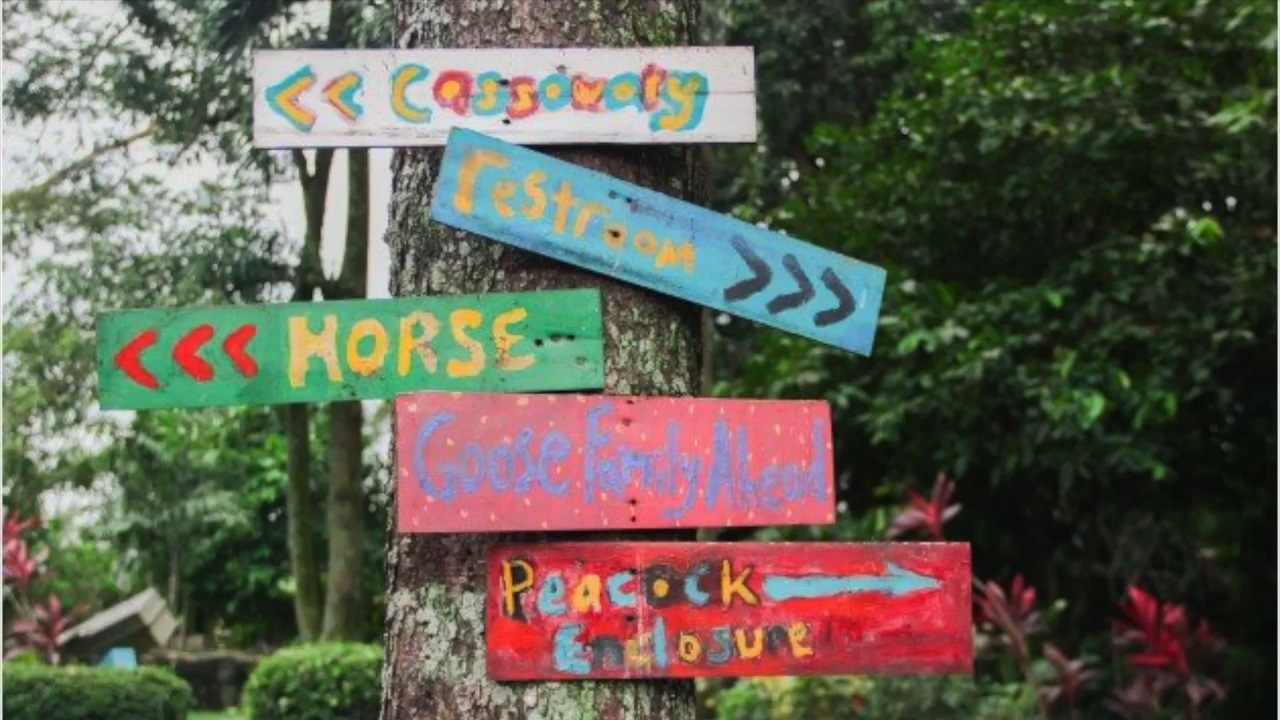 << Cassowary
restroom >>>
<<< HORSE
Goose Family Ahead
Peacock →
Enclosure